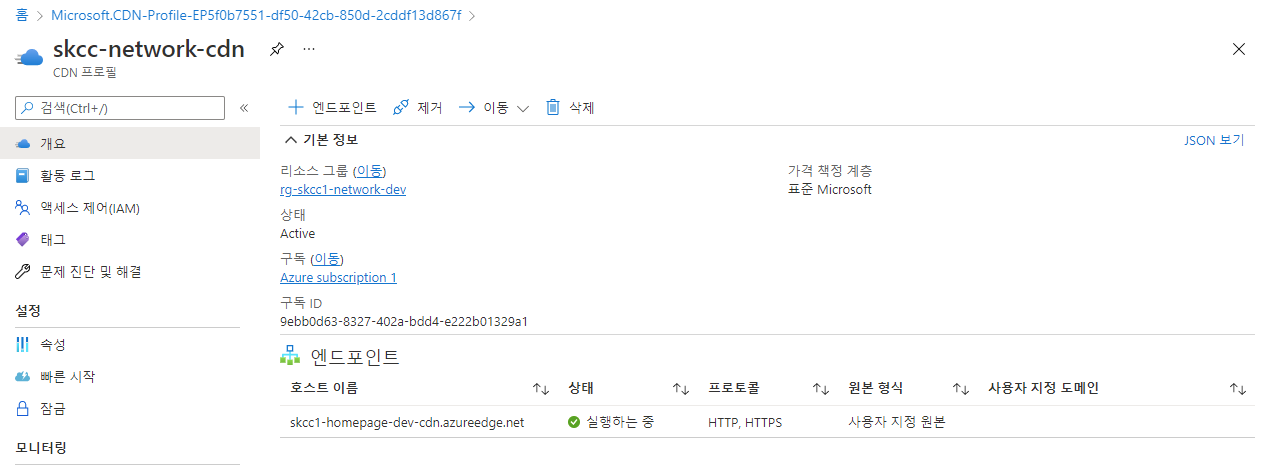 홈 > Microsoft.CDN-Profile-EP5f0b7551-df50-42cb-850d-2cddf13d867f >
skcc-network-cdn
CDN 프로필
검색(Ctrl+/)
개요
활동 로그
액세스 제어(IAM)
태그
문제 진단 및 해결
설정
속성
빠른 시작
잠금
모니터링
엔드포인트 제거 이동 삭제
기본 정보 JSON 보기
리소스 그룹 (이동) 가격 책정 계층
rg-skcc1-network-dev 표준 Microsoft
상태
Active
구독 (이동)
Azure subscription 1
구독 ID
9ebb0d63-8327-402a-bdd4-e222b01329a1
엔드포인트
호스트 이름 상태 프로토콜 원본 형식 사용자 지정 도메인
skcc1-homepage-dev-cdn.azureedge.net 실행하는 중 HTTP, HTTPS 사용자 지정 원본